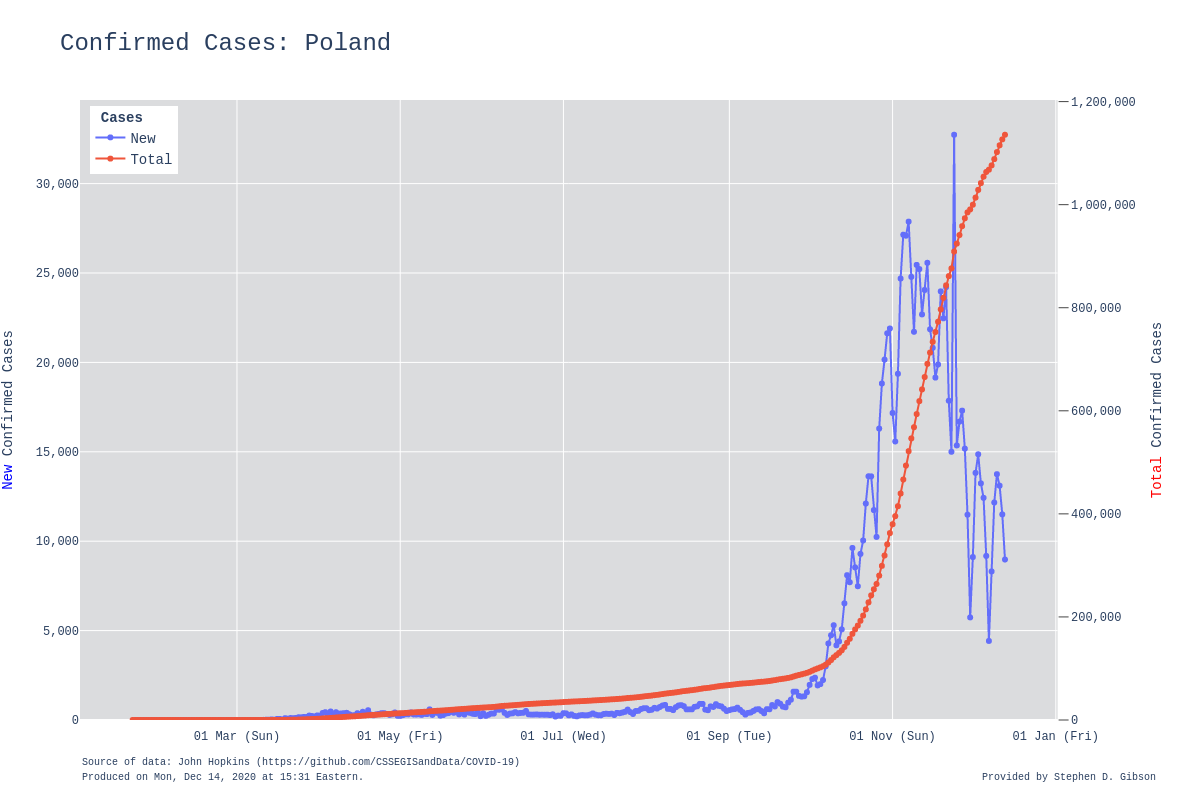 Confirmed Cases: Poland
Cases
New
Total
30,000
25,000
20,000
15,000
10,000
5,000
0
New Confirmed Cases
1,200,000
1,000,000
800,000
600,000
400,000
200,000
0
Total Confirmed Cases
01 Mar (Sun)
01 May (Fri)
01 Jul (Wed)
01 Sep (Tue)
01 Nov (Sun)
01 Jan (Fri)
Source of data: John Hopkins (https://github.com/CSSEGISandData/COVID-19)
Produced on Mon, Dec 14, 2020 at 15:31 Eastern.
Provided by Stephen D. Gibson